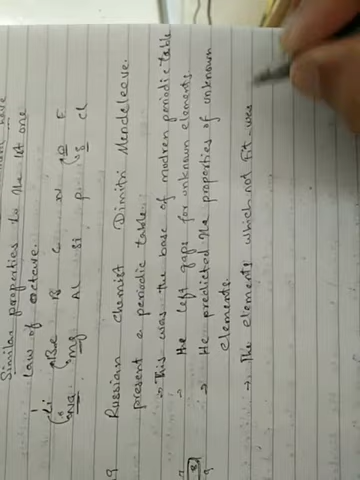 Similar properties to the 1st one
law of octave.
Li Be B C N O F
Na mg Al Si P S Cl
Russian Chemist Dimitri Mendeleeve.
present a periodic table.
→ This was the base of modren periodic table
→ He left gaps for unknown elements
→ He predicted the properties of unknown
elements.
→ The elements which not Fit was